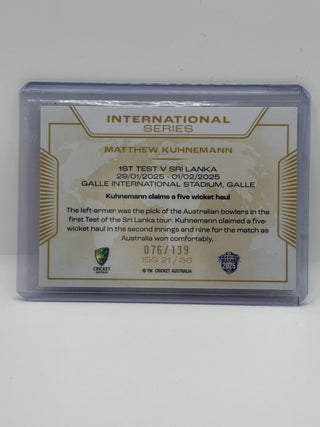 INTERNATIONAL
SERIES
MATTHEW KUHNEMANN
1ST TEST V SRI LANKA
29/01/2025 - 01/02/2025
GALLE INTERNATIONAL STADIUM, GALLE
Kuhnemann claims a five wicket haul
The left-armer was the pick of the Australian bowlers in the
first Test of the Sri Lanka tour. Kuhnemann claimed a five-
wicket haul in the second innings and nine for the match as
Australia won comfortably.
076/139
ISG 21 / 36
CRICKET
AUSTRALIA
© TM CRICKET AUSTRALIA
2025